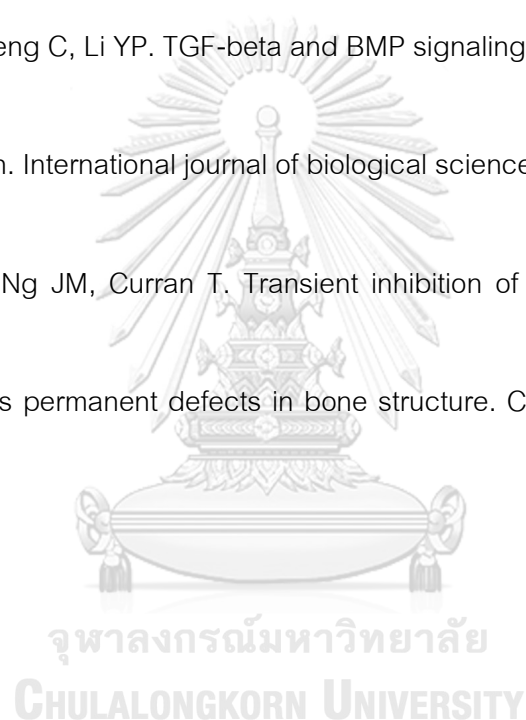 eng C, Li YP. TGF-beta and BMP signaling
n. International journal of biological science
Ng JM, Curran T. Transient inhibition of
s permanent defects in bone structure. C
จุฬาลงกรณ์มหาวิทยาลัย
CHULALONGKORN UNIVERSITY